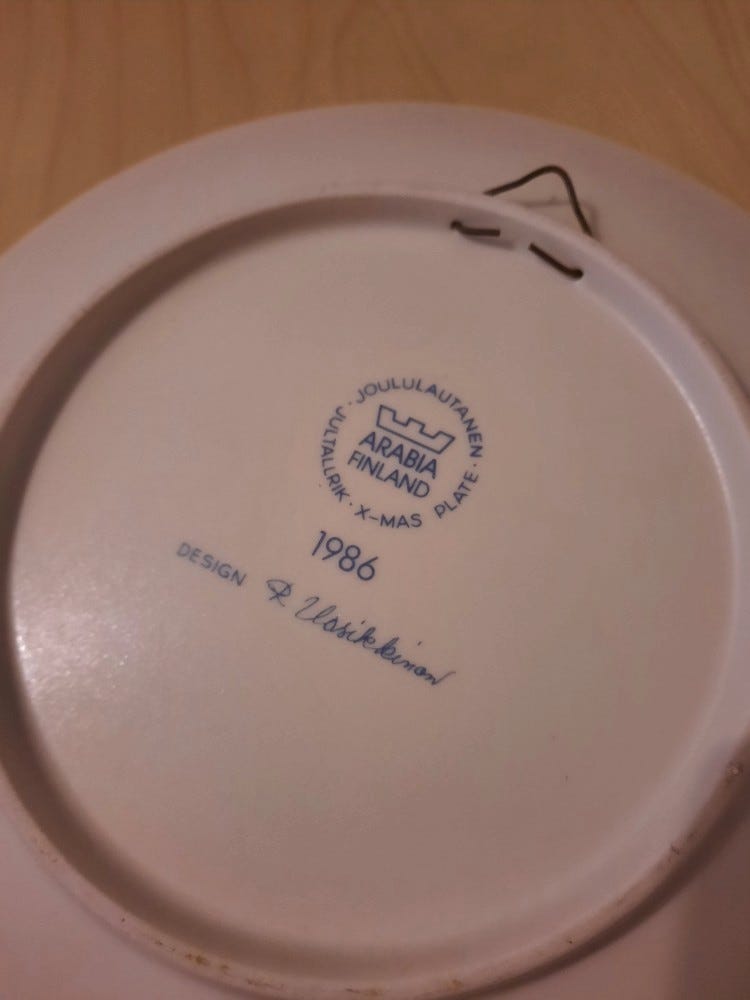 JOULULAUTANEN · X-MAS PLATE · JULTALLRIK ·
ARABIA
FINLAND
1986
DESIGN R Uosikkinen